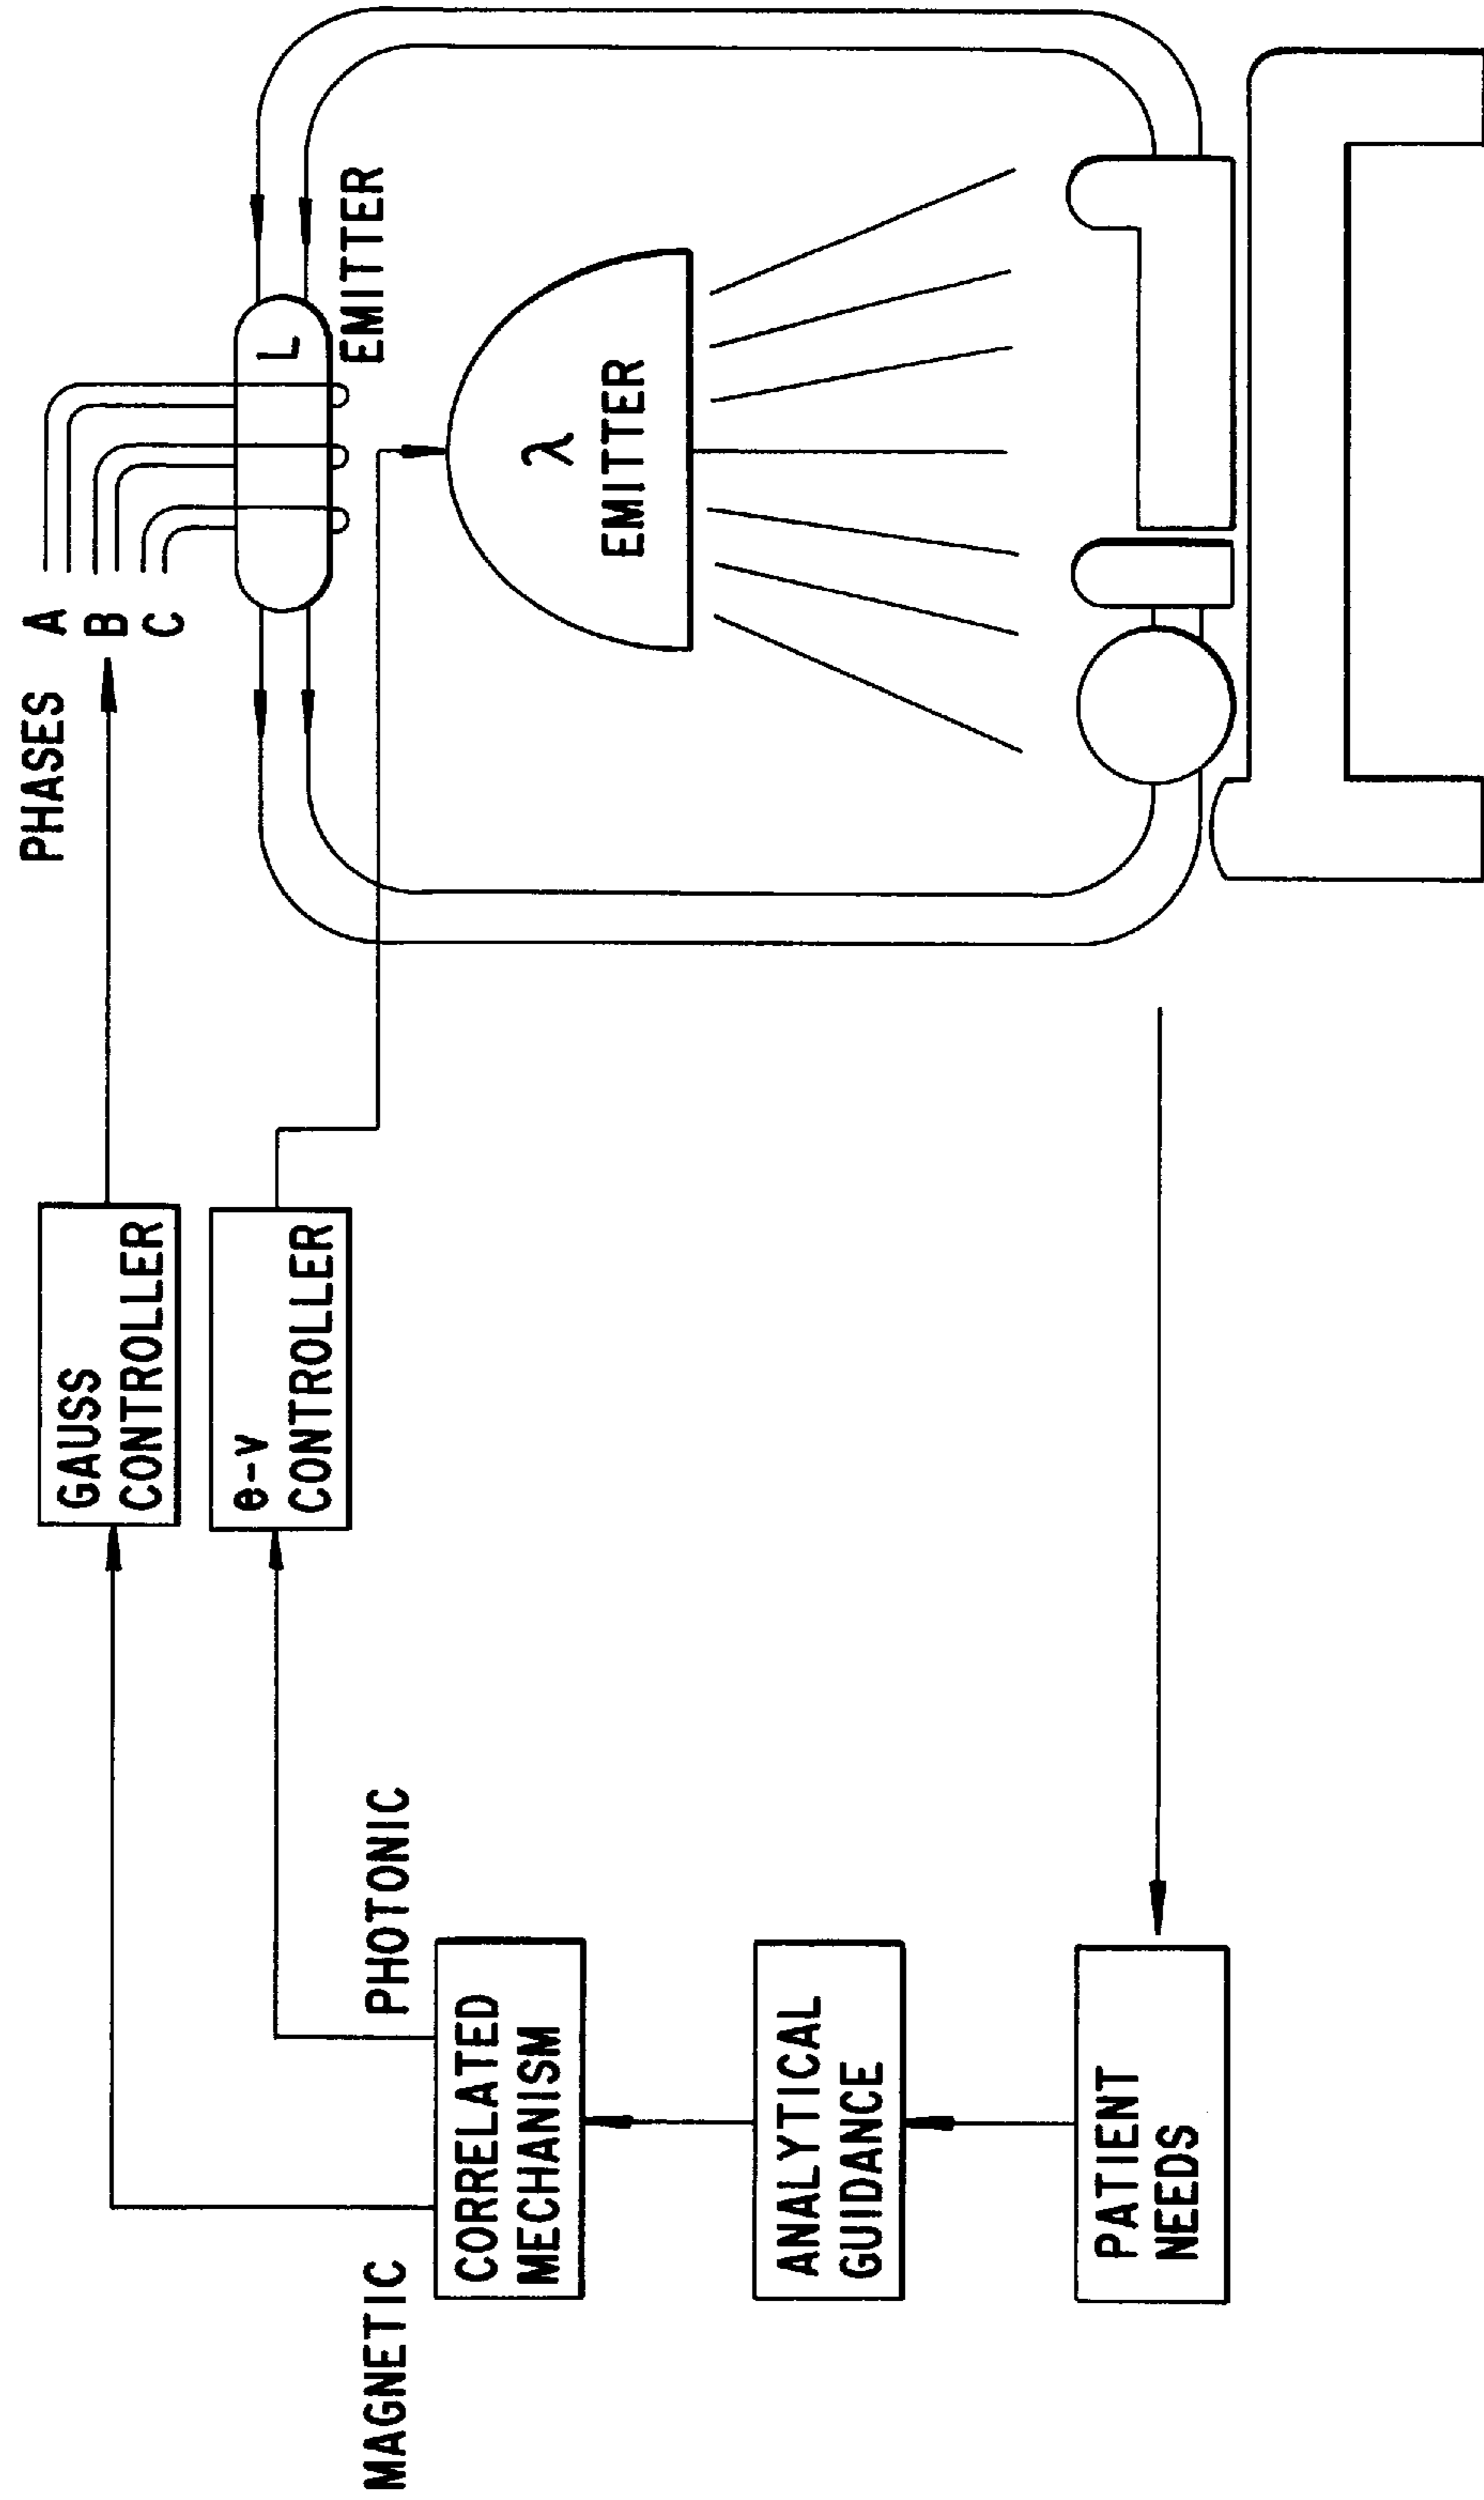 PHASES A
B
C
GAUSS
CONTROLLER
e-v
CONTROLLER
L
EMITTER
MAGNETIC
PHOTONIC
CORRELATED
MECHANISM
λ
EMITTER
ANALYTICAL
GUIDANCE
PATIENT
NEEDS